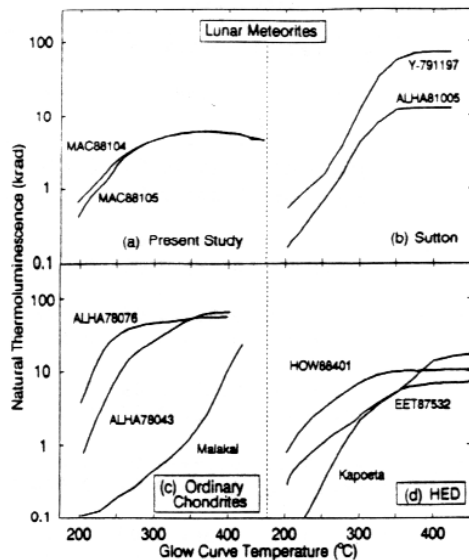 Lunar Meteorites
100
10
1
0.1
Y-791197
ALHA81005
MAC88104
MAC88105
(a) Present Study
(b) Sutton
Natural Thermoluminescence (krad)
100
10
1
0.1
ALHA78076
ALHA78043
Malakal
(c) Ordinary
Chondrites
HOW88401
EET87532
Kapoeta
(d) HED
200
300
400
200
300
400
Glow Curve Temperature (°C)